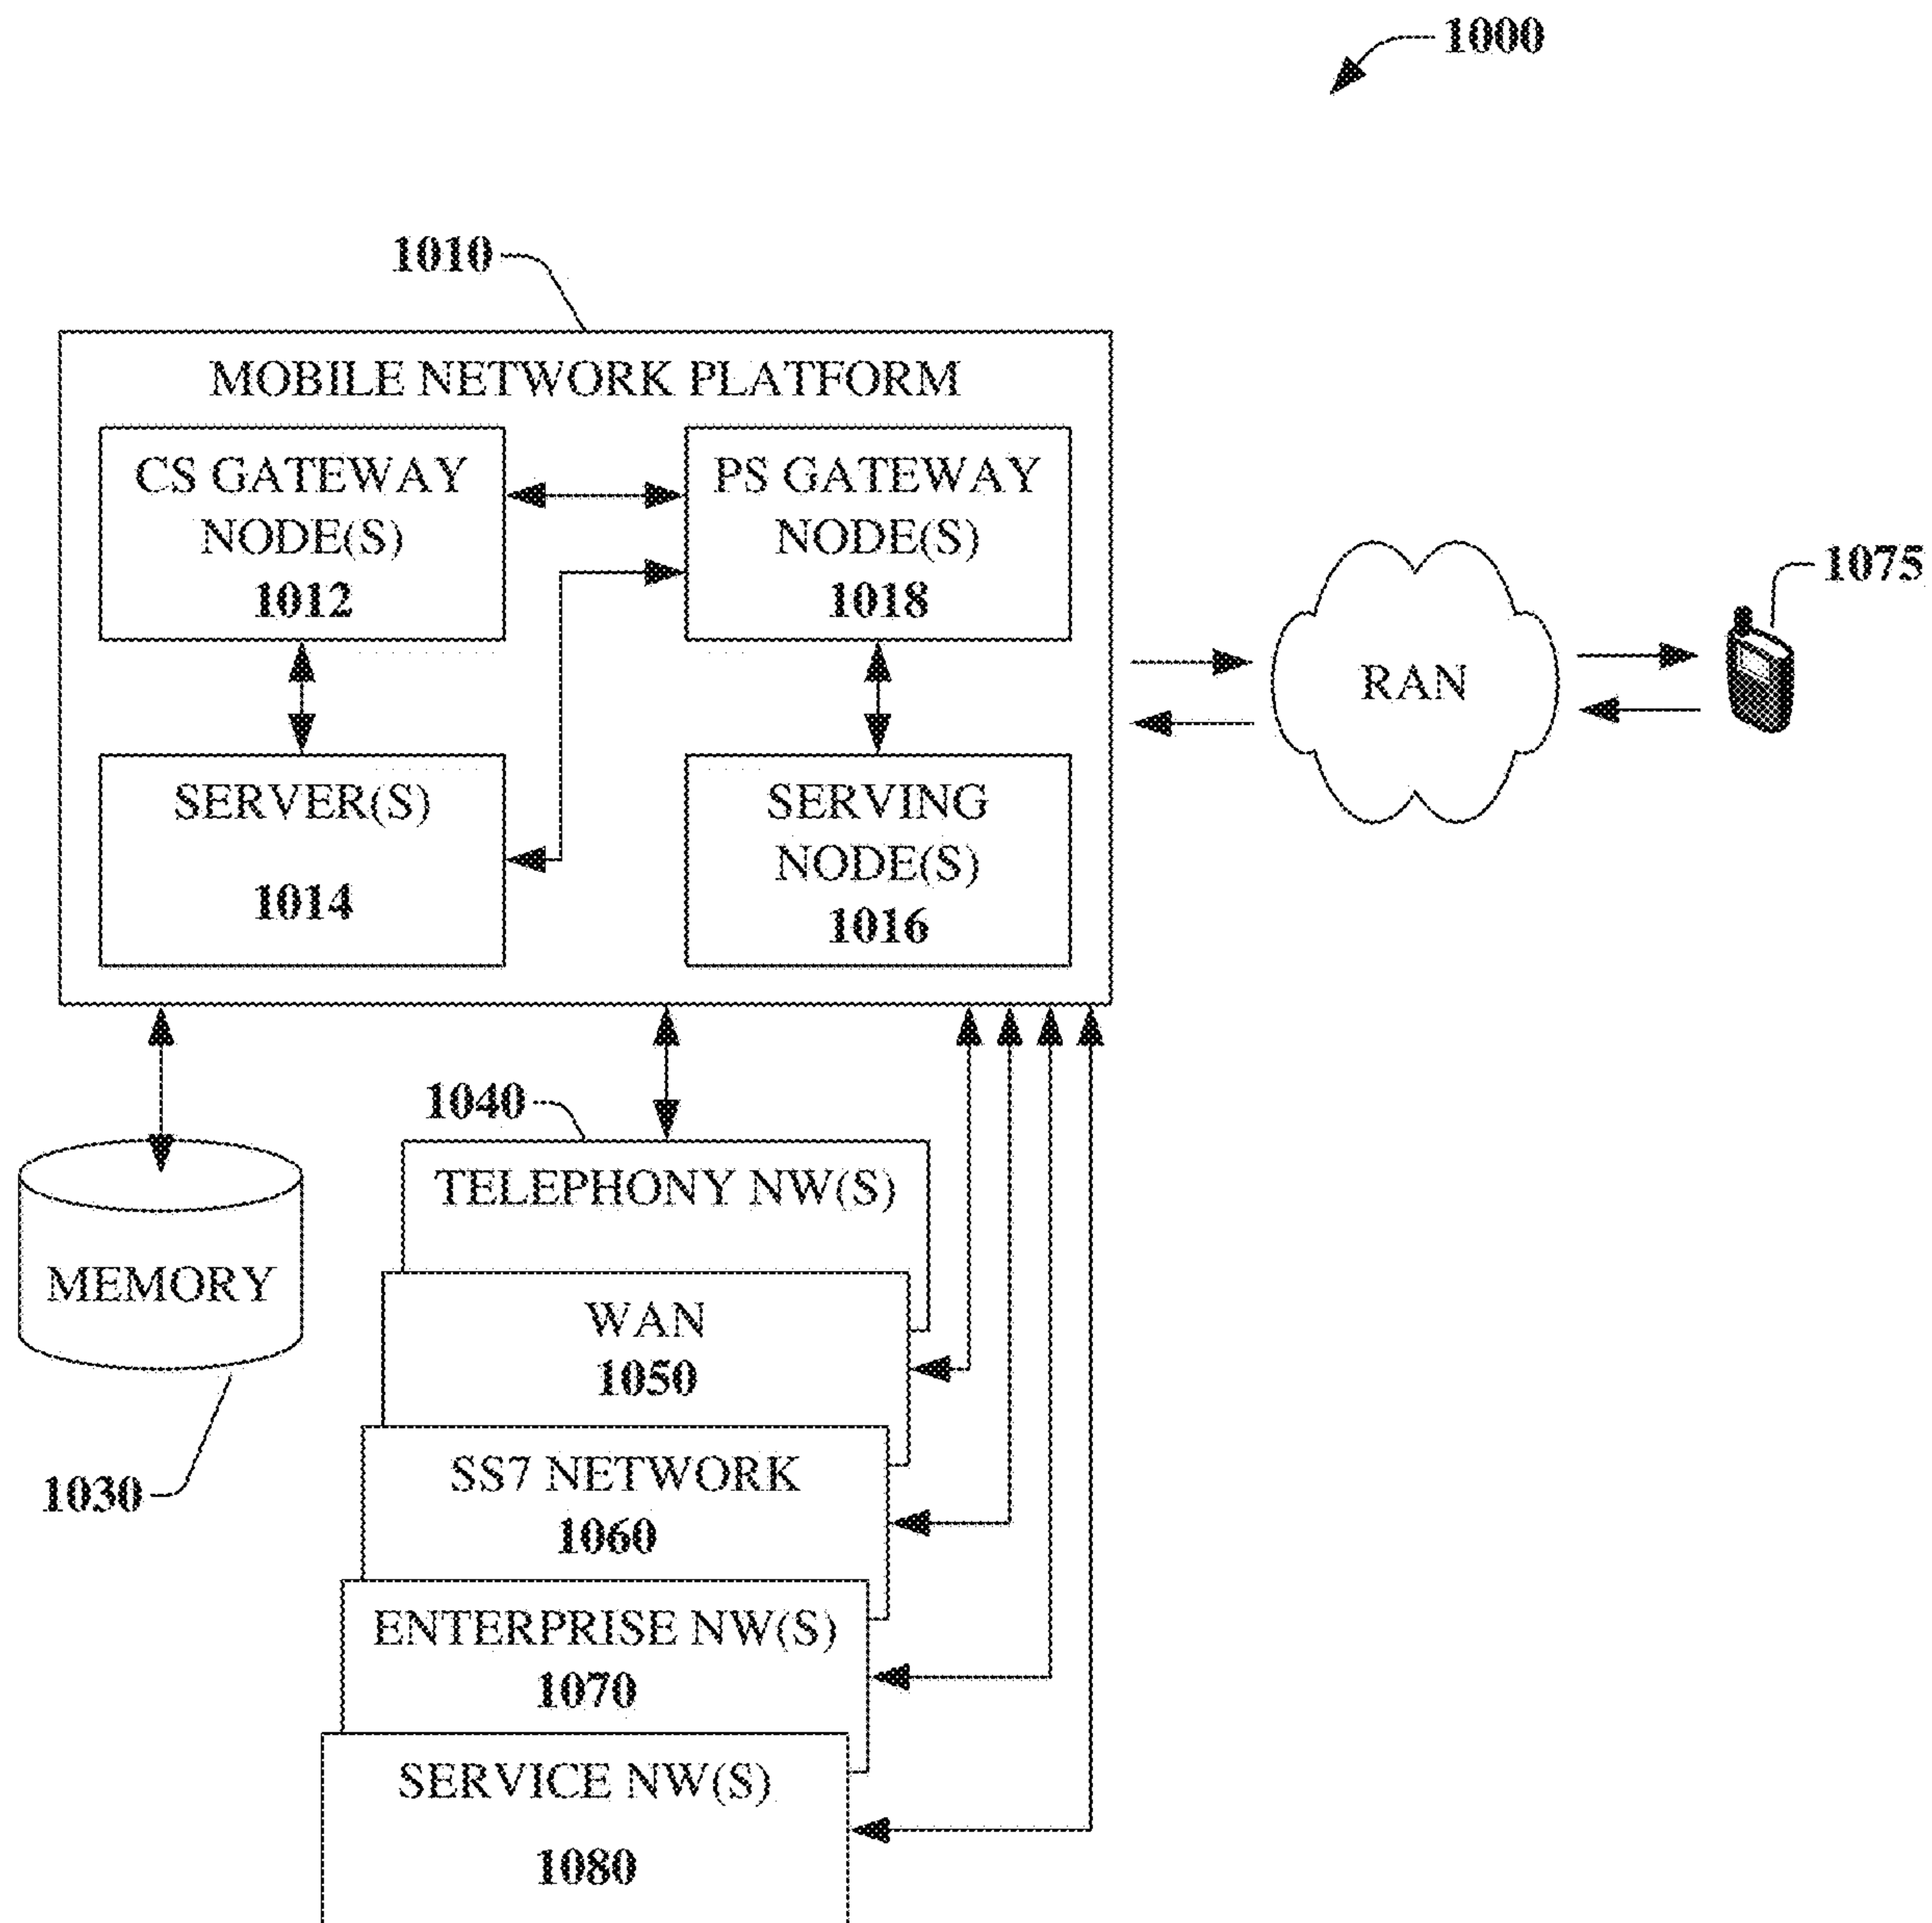 1000
1010
MOBILE NETWORK PLATFORM
CS GATEWAY
NODE(S)
1012
PS GATEWAY
NODE(S)
1018
SERVER(S)
1014
SERVING
NODE(S)
1016
RAN
1075
1040
TELEPHONY NW(S)
MEMORY
1030
WAN
1050
SS7 NETWORK
1060
ENTERPRISE NW(S)
1070
SERVICE NW(S)
1080